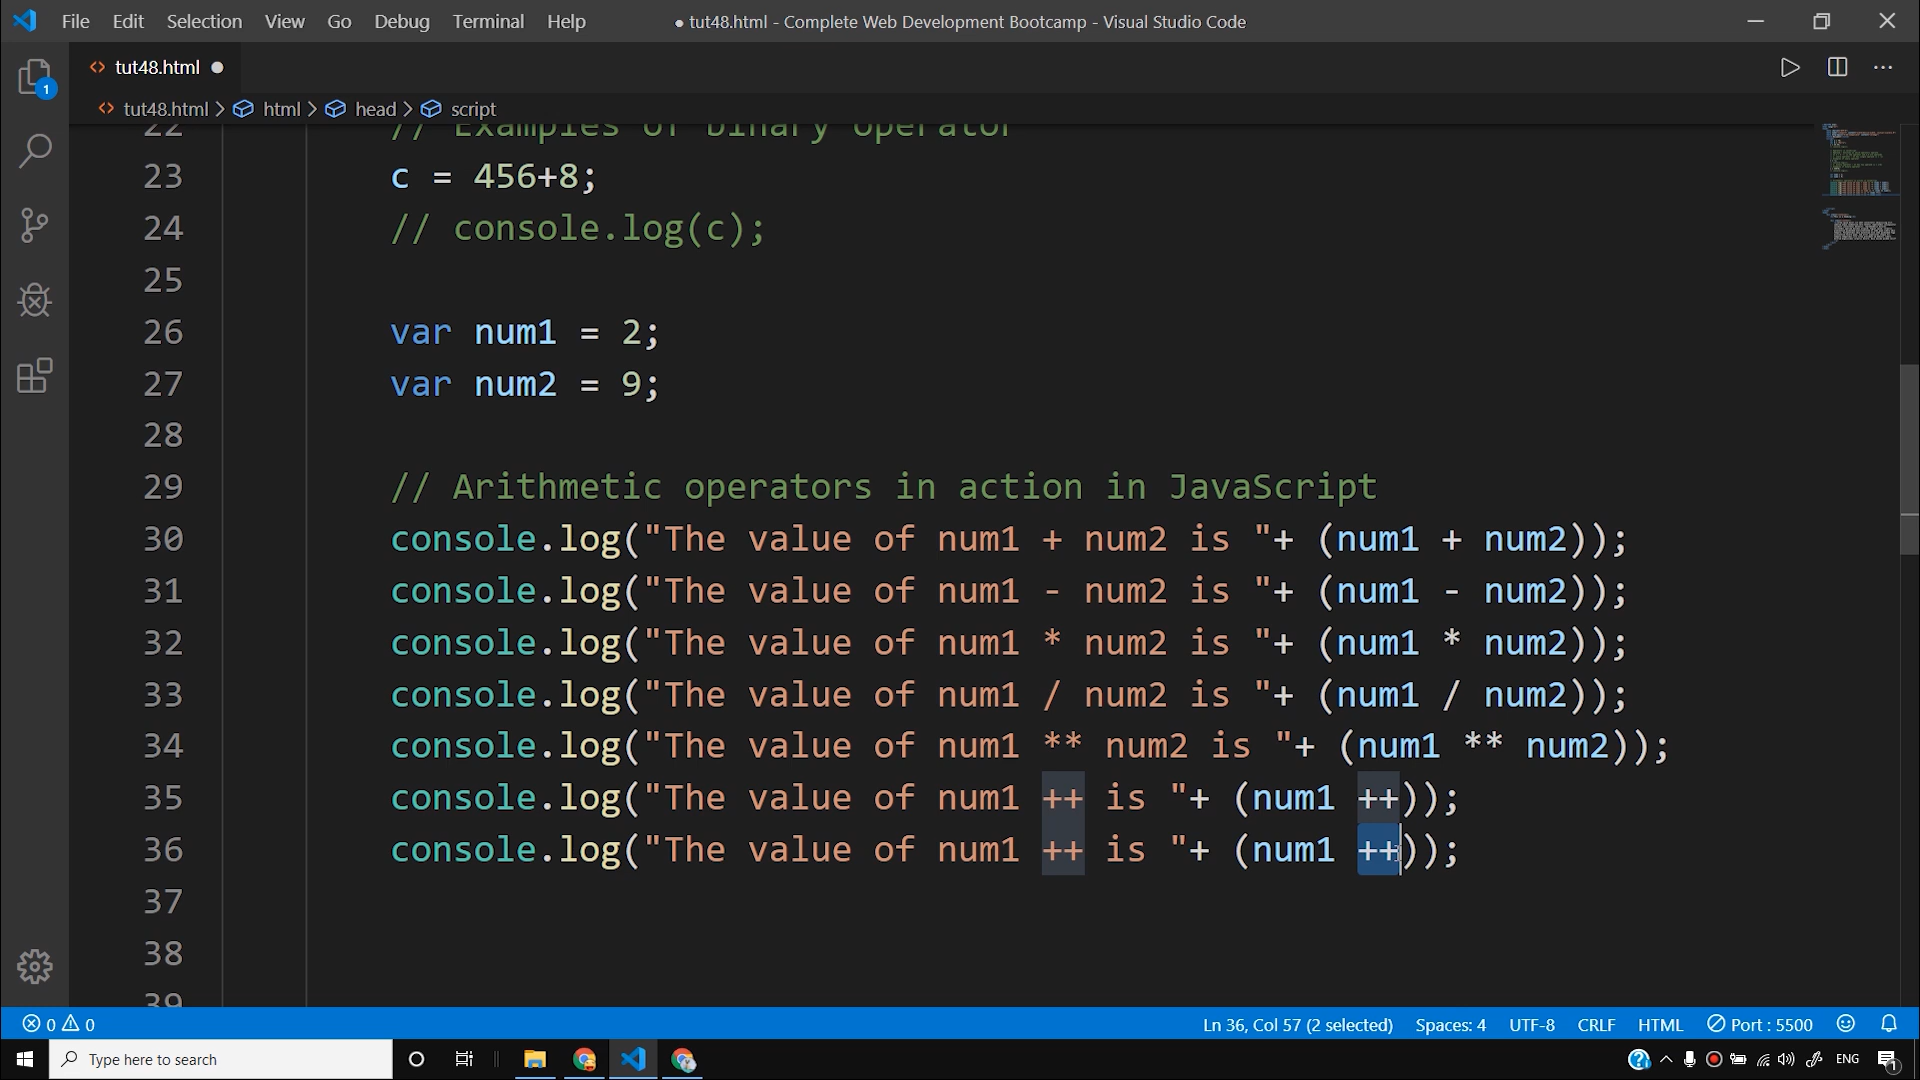 File Edit Selection View Go Debug Terminal Help
● tut48.html - Complete Web Development Bootcamp - Visual Studio Code
tut48.html ●
tut48.html > html > head > script
22 // Examples of binary operator
23 c = 456+8;
24 // console.log(c);
25
26 var num1 = 2;
27 var num2 = 9;
28
29 // Arithmetic operators in action in JavaScript
30 console.log("The value of num1 + num2 is "+ (num1 + num2));
31 console.log("The value of num1 - num2 is "+ (num1 - num2));
32 console.log("The value of num1 * num2 is "+ (num1 * num2));
33 console.log("The value of num1 / num2 is "+ (num1 / num2));
34 console.log("The value of num1 ** num2 is "+ (num1 ** num2));
35 console.log("The value of num1 ++ is "+ (num1 ++));
36 console.log("The value of num1 ++ is "+ (num1 ++));
37
38
39
1
0 0
Ln 36, Col 57 (2 selected) Spaces: 4 UTF-8 CRLF HTML Port : 5500
Type here to search
ENG
1